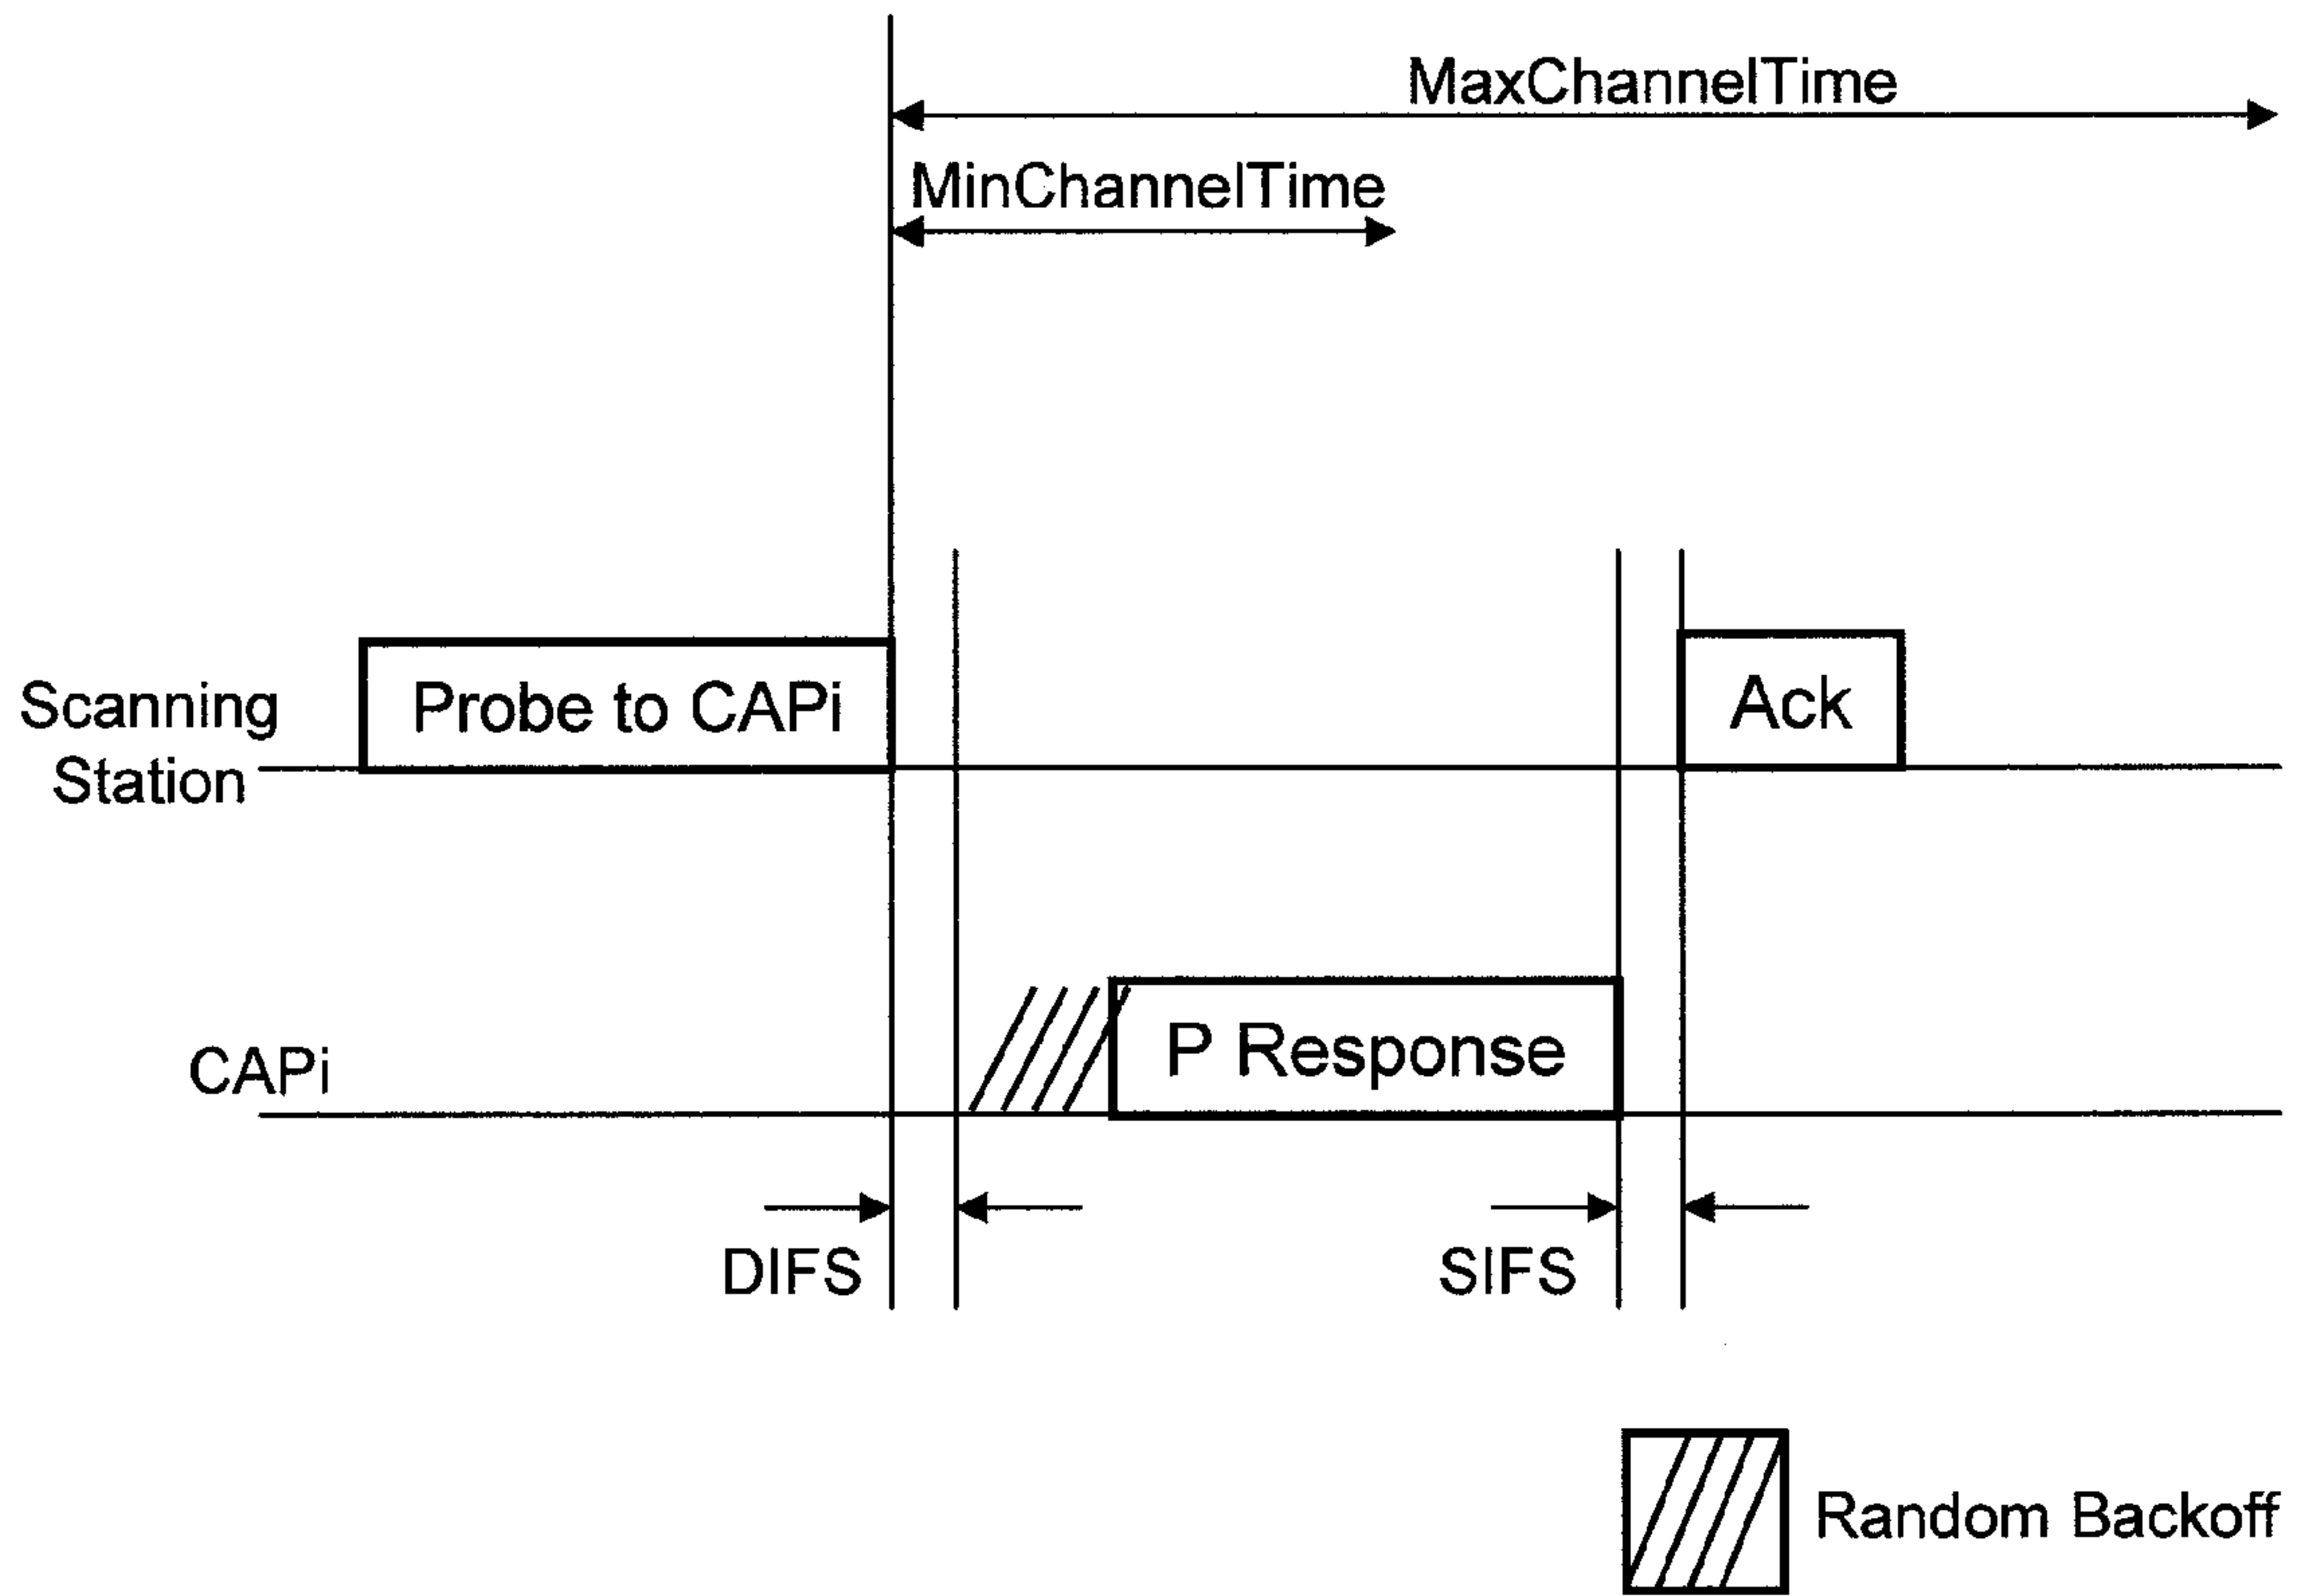 MaxChannelTime
MinChannelTime
Scanning
Station
Probe to CAPi
Ack
CAPi
P Response
DIFS
SIFS
Random Backoff